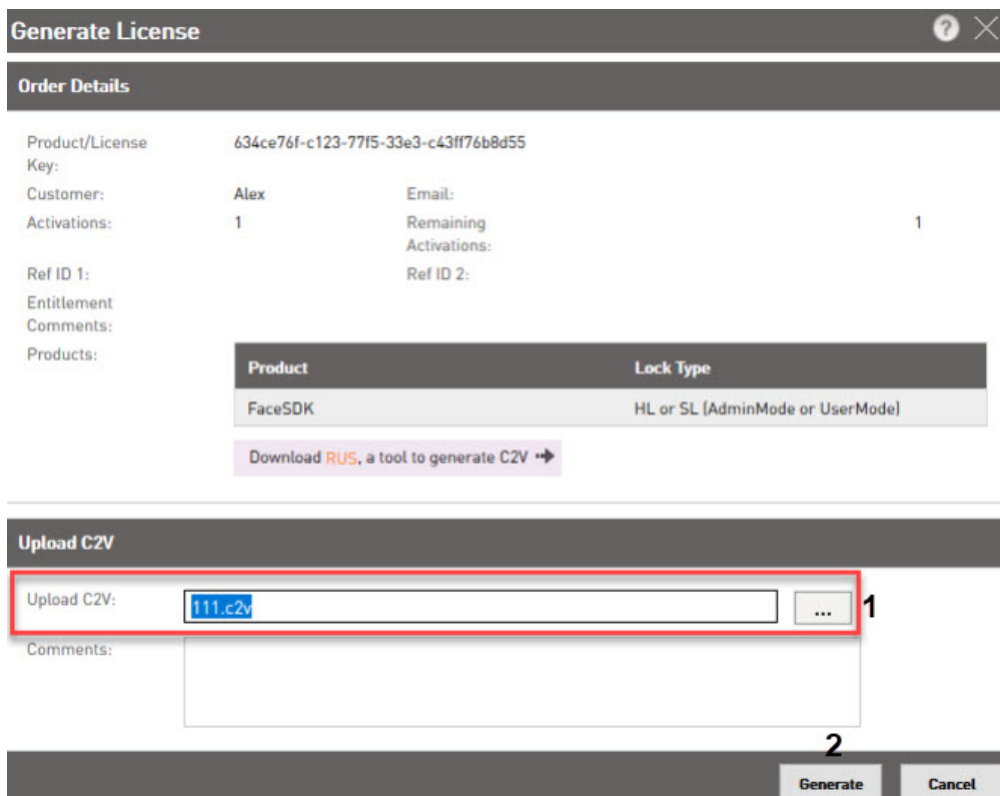 Generate License
?
Order Details
Product/License Key: 634ce76f-c123-77f5-33e3-c43ff76b8d55
Customer: Alex Email:
Activations: 1 Remaining Activations: 1
Ref ID 1: Ref ID 2:
Entitlement Comments:
Products:
Product Lock Type
FaceSDK HL or SL (AdminMode or UserMode)
Download RUS, a tool to generate C2V
Upload C2V
Upload C2V: 111.c2v ... 1
Comments:
2
Generate Cancel